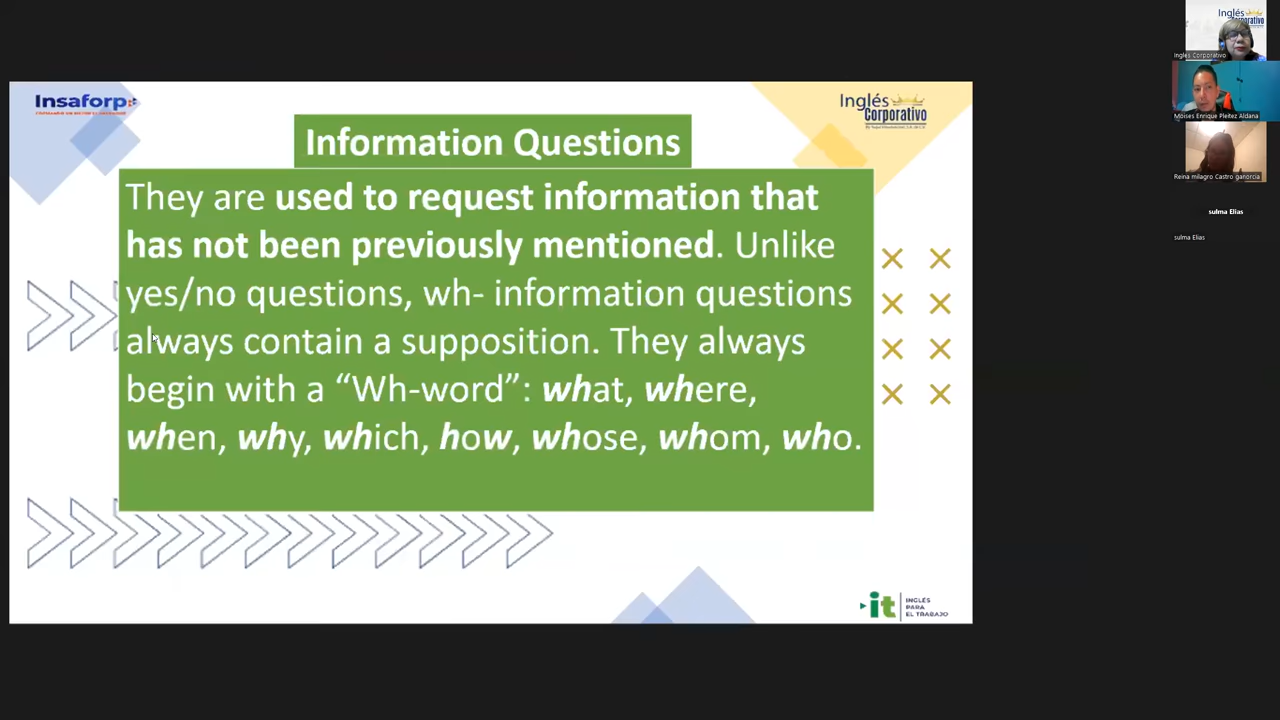 Insaforp
Inglés
Corporativo
Information Questions
They are used to request information that
has not been previously mentioned. Unlike
yes/no questions, wh- information questions
always contain a supposition. They always
begin with a “Wh-word”: what, where,
when, why, which, how, whose, whom, who.
it
INGLÉS
PARA
EL TRABAJO
Inglés
Corporativo
Inglés Corporativo
Moises Enrique Pleitez Aldana
Reina milagro Castro ganorcia
sulma Elias
sulma Elias